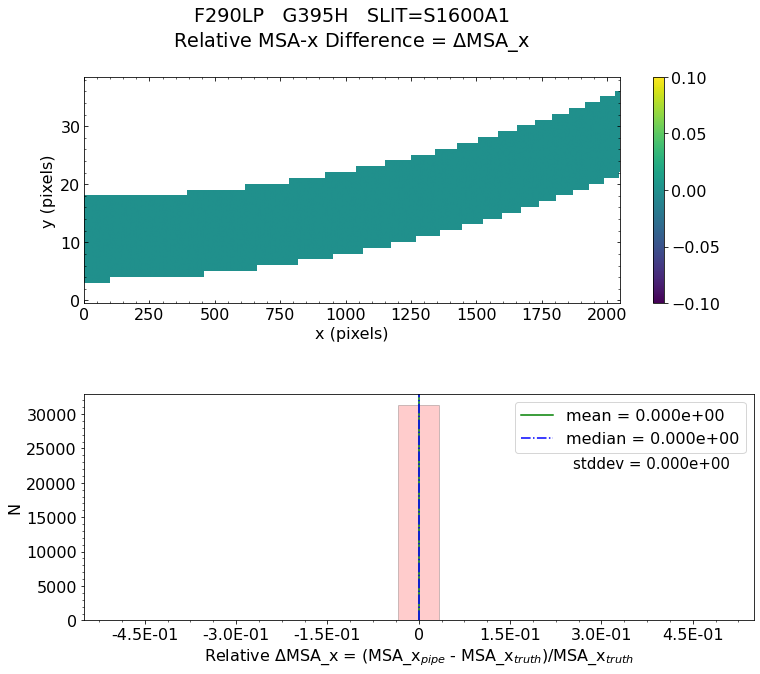 F290LP G395H SLIT=S1600A1
Relative MSA-x Difference = ΔMSA_x
y (pixels)
30
20
10
0
0 250 500 750 1000 1250 1500 1750 2000
x (pixels)
0.10
0.05
0.00
−0.05
−0.10
N
30000
25000
20000
15000
10000
5000
0
mean = 0.000e+00
median = 0.000e+00
stddev = 0.000e+00
-4.5E-01 -3.0E-01 -1.5E-01 0 1.5E-01 3.0E-01 4.5E-01
Relative ΔMSA_x = (MSA_x_pipe - MSA_x_truth)/MSA_x_truth